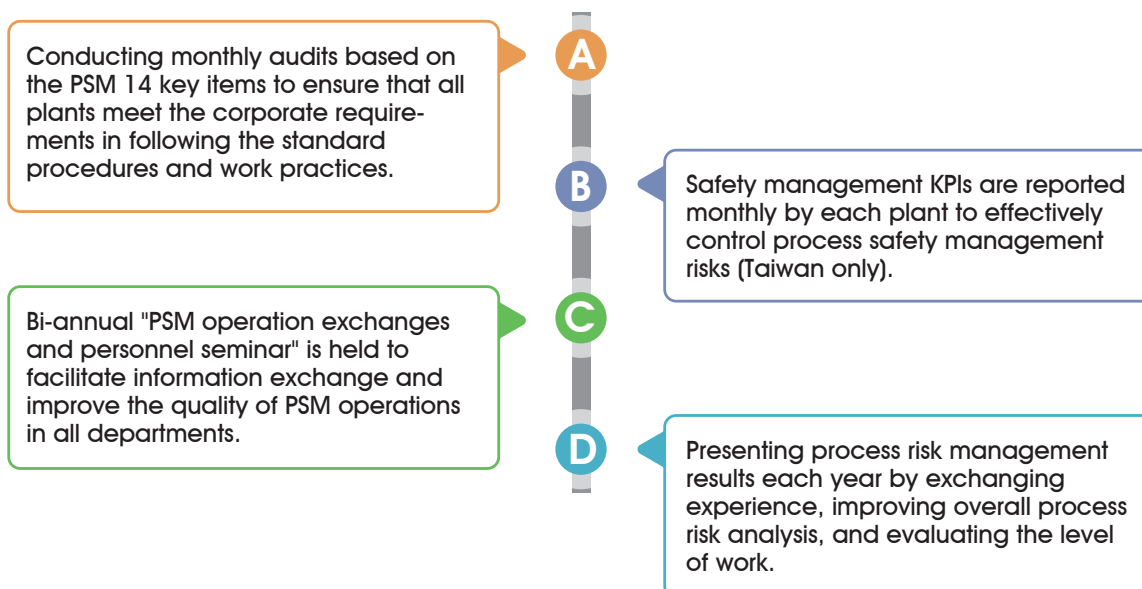 A
Conducting monthly audits based on
the PSM 14 key items to ensure that all
plants meet the corporate require-
ments in following the standard
procedures and work practices.
B
Safety management KPIs are reported
monthly by each plant to effectively
control process safety management
risks (Taiwan only).
C
Bi-annual "PSM operation exchanges
and personnel seminar" is held to
facilitate information exchange and
improve the quality of PSM operations
in all departments.
D
Presenting process risk management
results each year by exchanging
experience, improving overall process
risk analysis, and evaluating the level
of work.